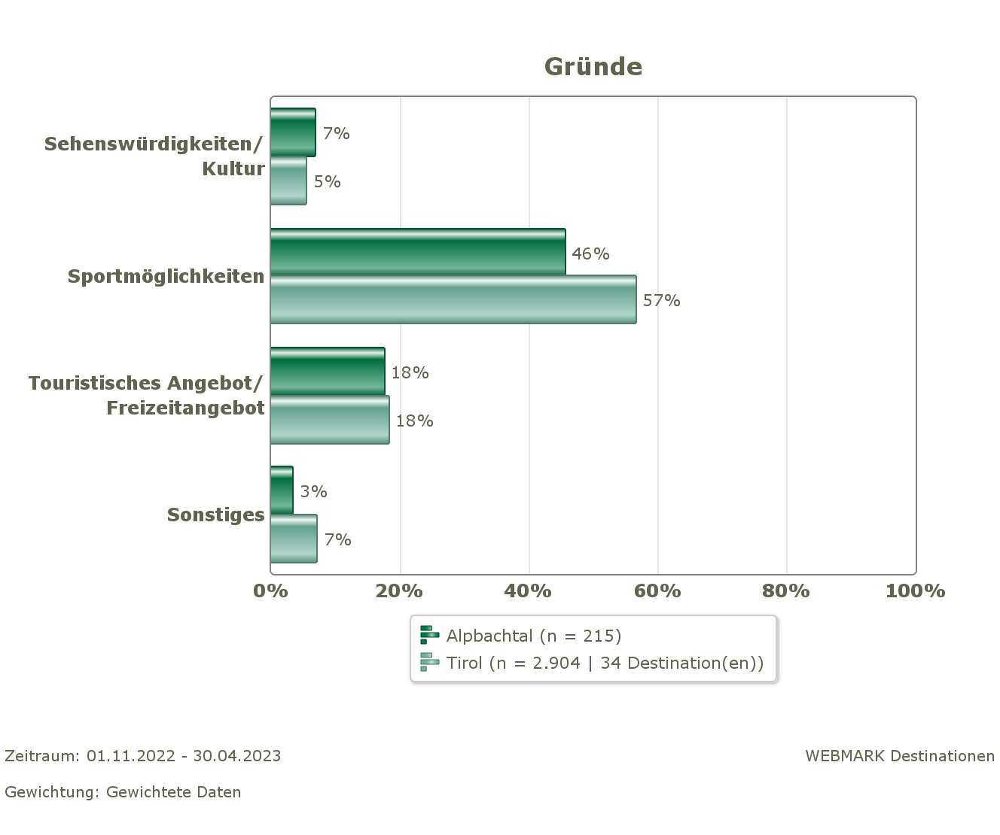 Gründe
Sehenswürdigkeiten/
Kultur
7%
5%
Sportmöglichkeiten
46%
57%
Touristisches Angebot/
Freizeitangebot
18%
18%
Sonstiges
3%
7%
0% 20% 40% 60% 80% 100%
Alpbachtal (n = 215)
Tirol (n = 2.904 | 34 Destination(en))
Zeitraum: 01.11.2022 - 30.04.2023 WEBMARK Destinationen
Gewichtung: Gewichtete Daten